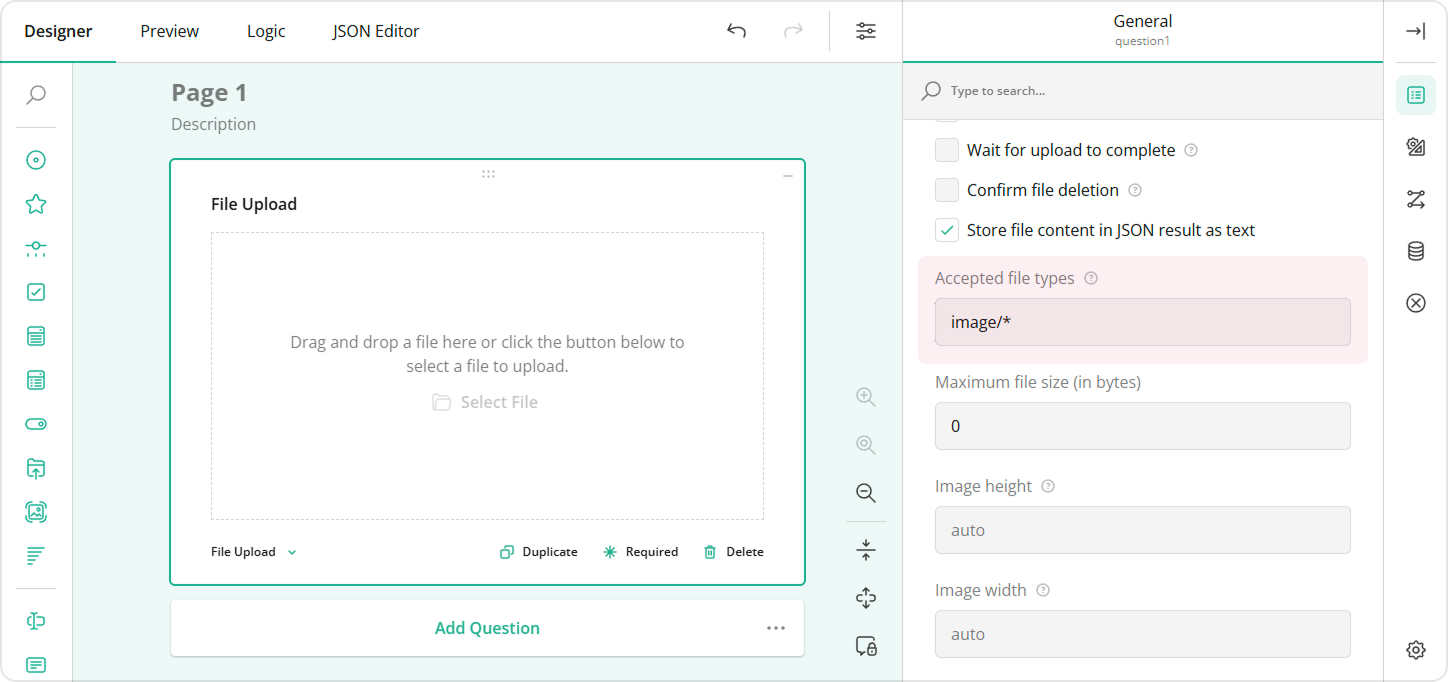 Designer
Preview
Logic
JSON Editor
General
question1
Type to search...
Page 1
Description
File Upload
Drag and drop a file here or click the button below to
select a file to upload.
Select File
File Upload
Duplicate
Required
Delete
Add Question
Wait for upload to complete
Confirm file deletion
Store file content in JSON result as text
Accepted file types
image/*
Maximum file size (in bytes)
0
Image height
auto
Image width
auto